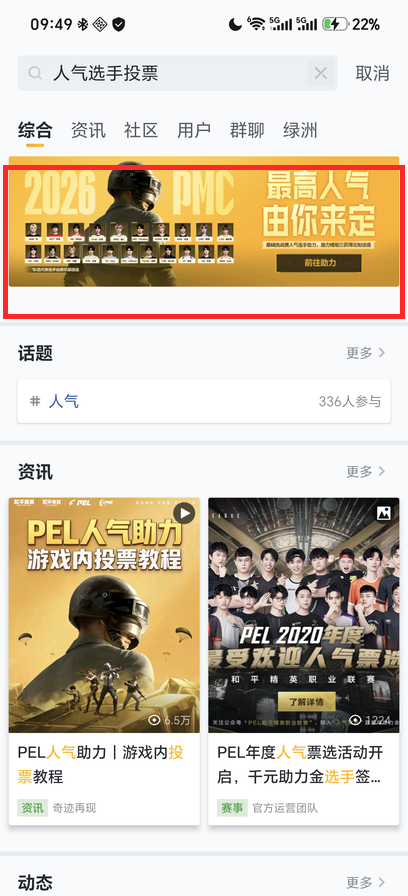 09:49
22%
人气选手投票
取消
综合 资讯 社区 用户 群聊 绿洲
2026 PMC
最高人气
由你来定
前往助力
话题
更多
# 人气
336人参与
资讯
更多
PEL
PEL人气助力
游戏内投票教程
6.5万
PEL人气助力丨游戏内投
票教程
资讯 奇迹再现
PEL 2020年度
最受欢迎人气票选
和平精英职业联赛
了解详情
1224
PEL年度人气票选活动开
启，千元助力金选手签...
赛事 官方运营团队
动态
更多